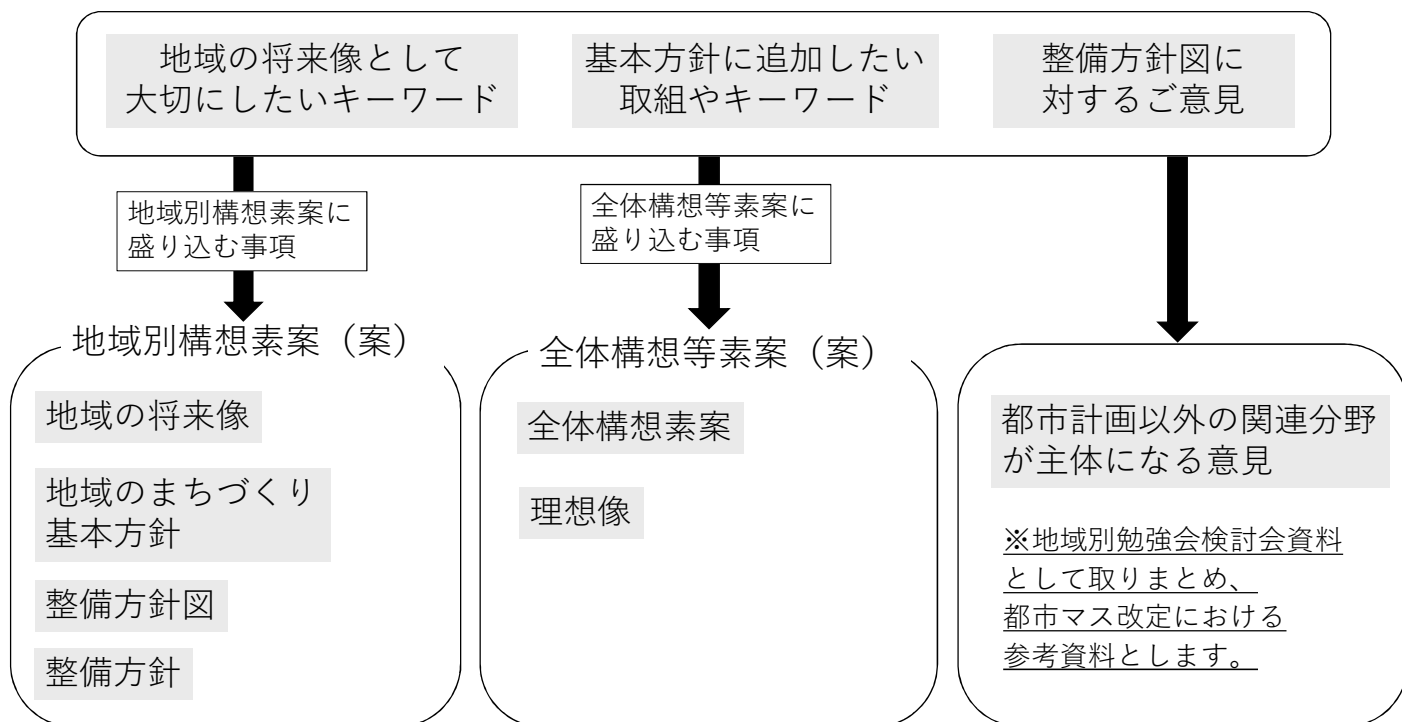 地域の将来像として
大切にしたいキーワード
基本方針に追加したい
取組やキーワード
整備方針図に
対するご意見
地域別構想素案に
盛り込む事項
全体構想等素案に
盛り込む事項
地域別構想素案（案）
地域の将来像
地域のまちづくり
基本方針
整備方針図
整備方針
全体構想等素案（案）
全体構想素案
理想像
都市計画以外の関連分野
が主体になる意見
※地域別勉強会検討会資料
として取りまとめ、
都市マス改定における
参考資料とします。